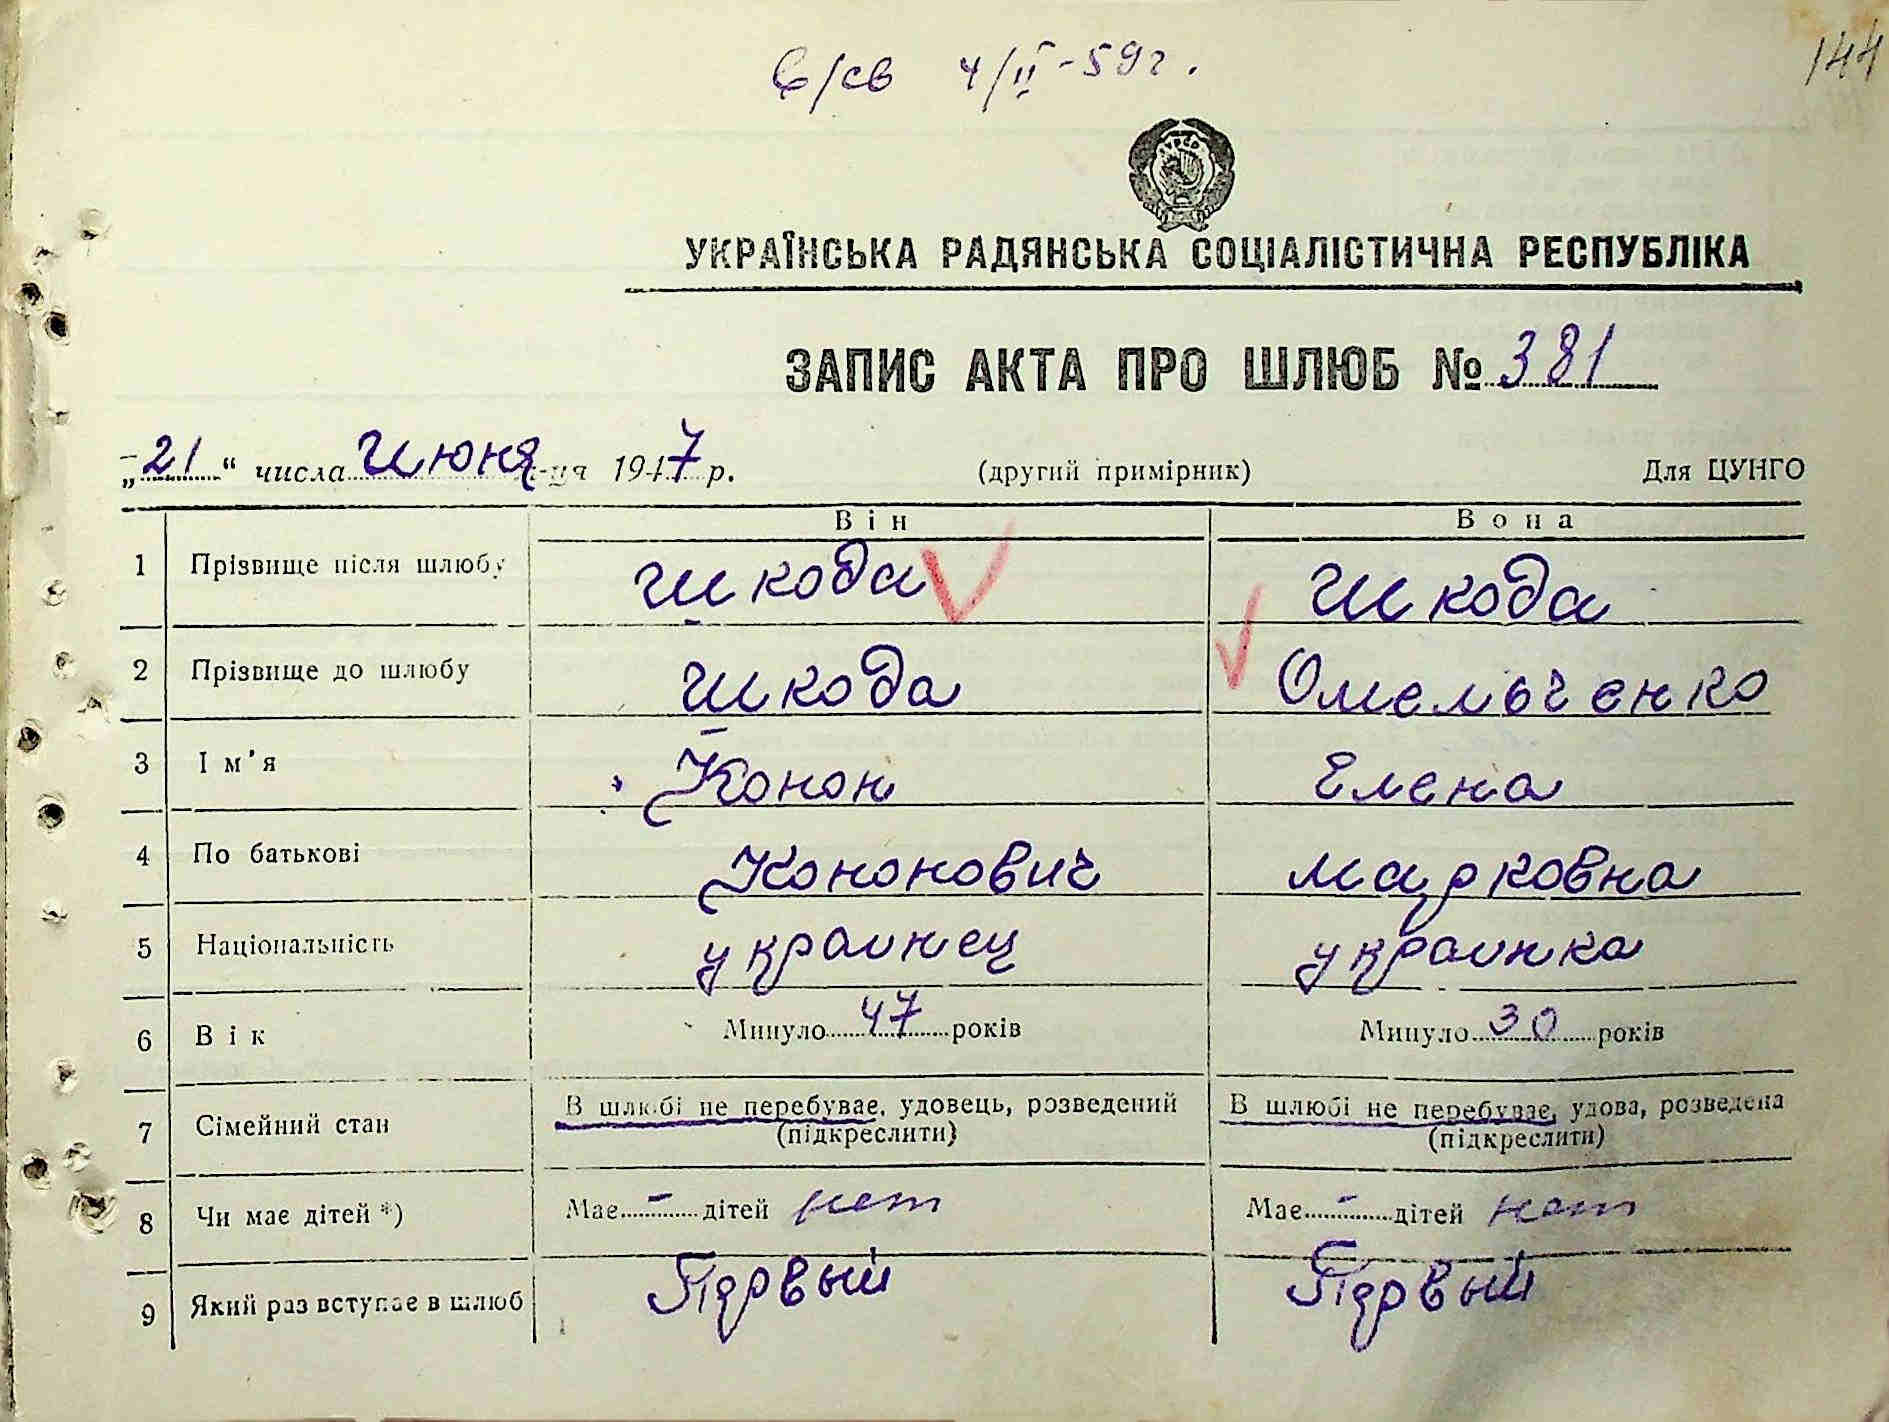 144
в/св 4/II-59г.
УКРАЇНСЬКА РАДЯНСЬКА СОЦІАЛІСТИЧНА РЕСПУБЛІКА
ЗАПИС АКТА ПРО ШЛЮБ № 381
„21“ числа Июня м-ця 1947 р. (другий примірник) Для ЦУНГО
Він Вона
1 Прізвище після шлюбу Шкода Шкода
2 Прізвище до шлюбу Шкода Омельченко
3 Ім'я Конон Елена
4 По батькові Кононович Марковна
5 Національність украинец украинка
6 Вік Минуло 47 років Минуло 30 років
7 Сімейний стан В шлюбі не перебуває, удовець, розведений В шлюбі не перебуває, удова, розведена
(підкреслити) (підкреслити)
8 Чи має дітей *) Має - дітей нет Має - дітей нет
9 Який раз вступає в шлюб Первый Первый